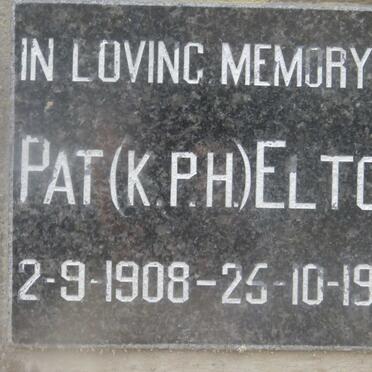 IN LOVING MEMORY
PAT (K.P.H.) ELTO
2-9-1908-25-10-19